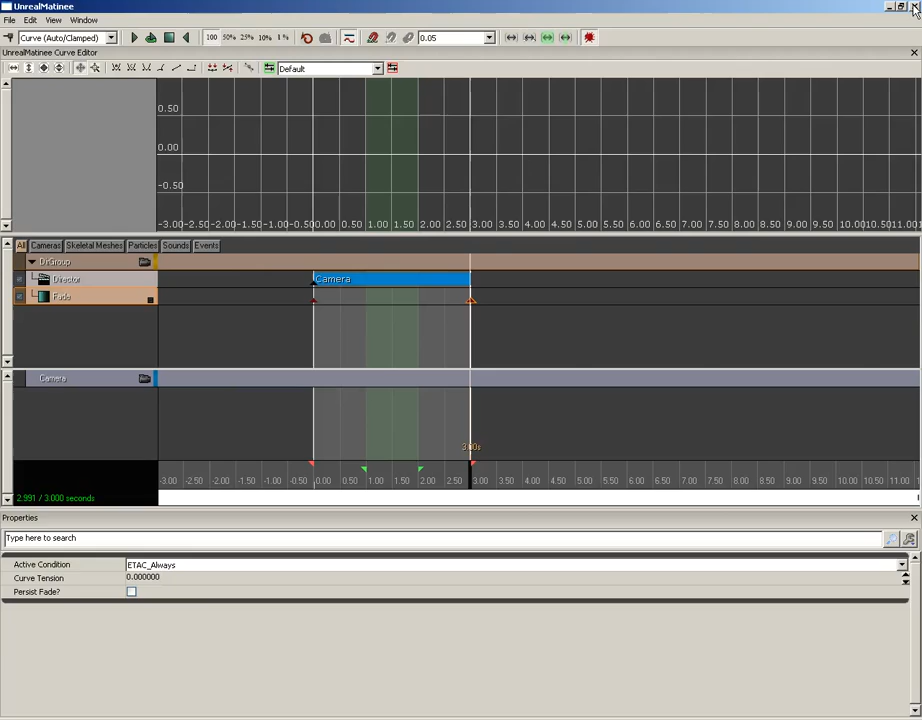 UnrealMatinee
File Edit View Window
Curve (Auto/Clamped) 100 50% 25% 10% 1% 0.05
UnrealMatinee Curve Editor
Default
0.50
0.00
-0.50
-3.00 -2.50 -2.00 -1.50 -1.00 -0.50 0.00 0.50 1.00 1.50 2.00 2.50 3.00 3.50 4.00 4.50 5.00 5.50 6.00 6.50 7.00 7.50 8.00 8.50 9.00 9.50 10.00 10.50 11.00
All Cameras Skeletal Meshes Particles Sounds Events
DirGroup
Director Camera
Fade
Camera
-3.00 -2.50 -2.00 -1.50 -1.00 -0.50 0.00 0.50 1.00 1.50 2.00 2.50 3.00 3.50 4.00 4.50 5.00 5.50 6.00 6.50 7.00 7.50 8.00 8.50 9.00 9.50 10.00 10.50 11.00
2.991 / 3.000 seconds
Properties
Type here to search
Active Condition ETAC_Always
Curve Tension 0.000000
Persist Fade?